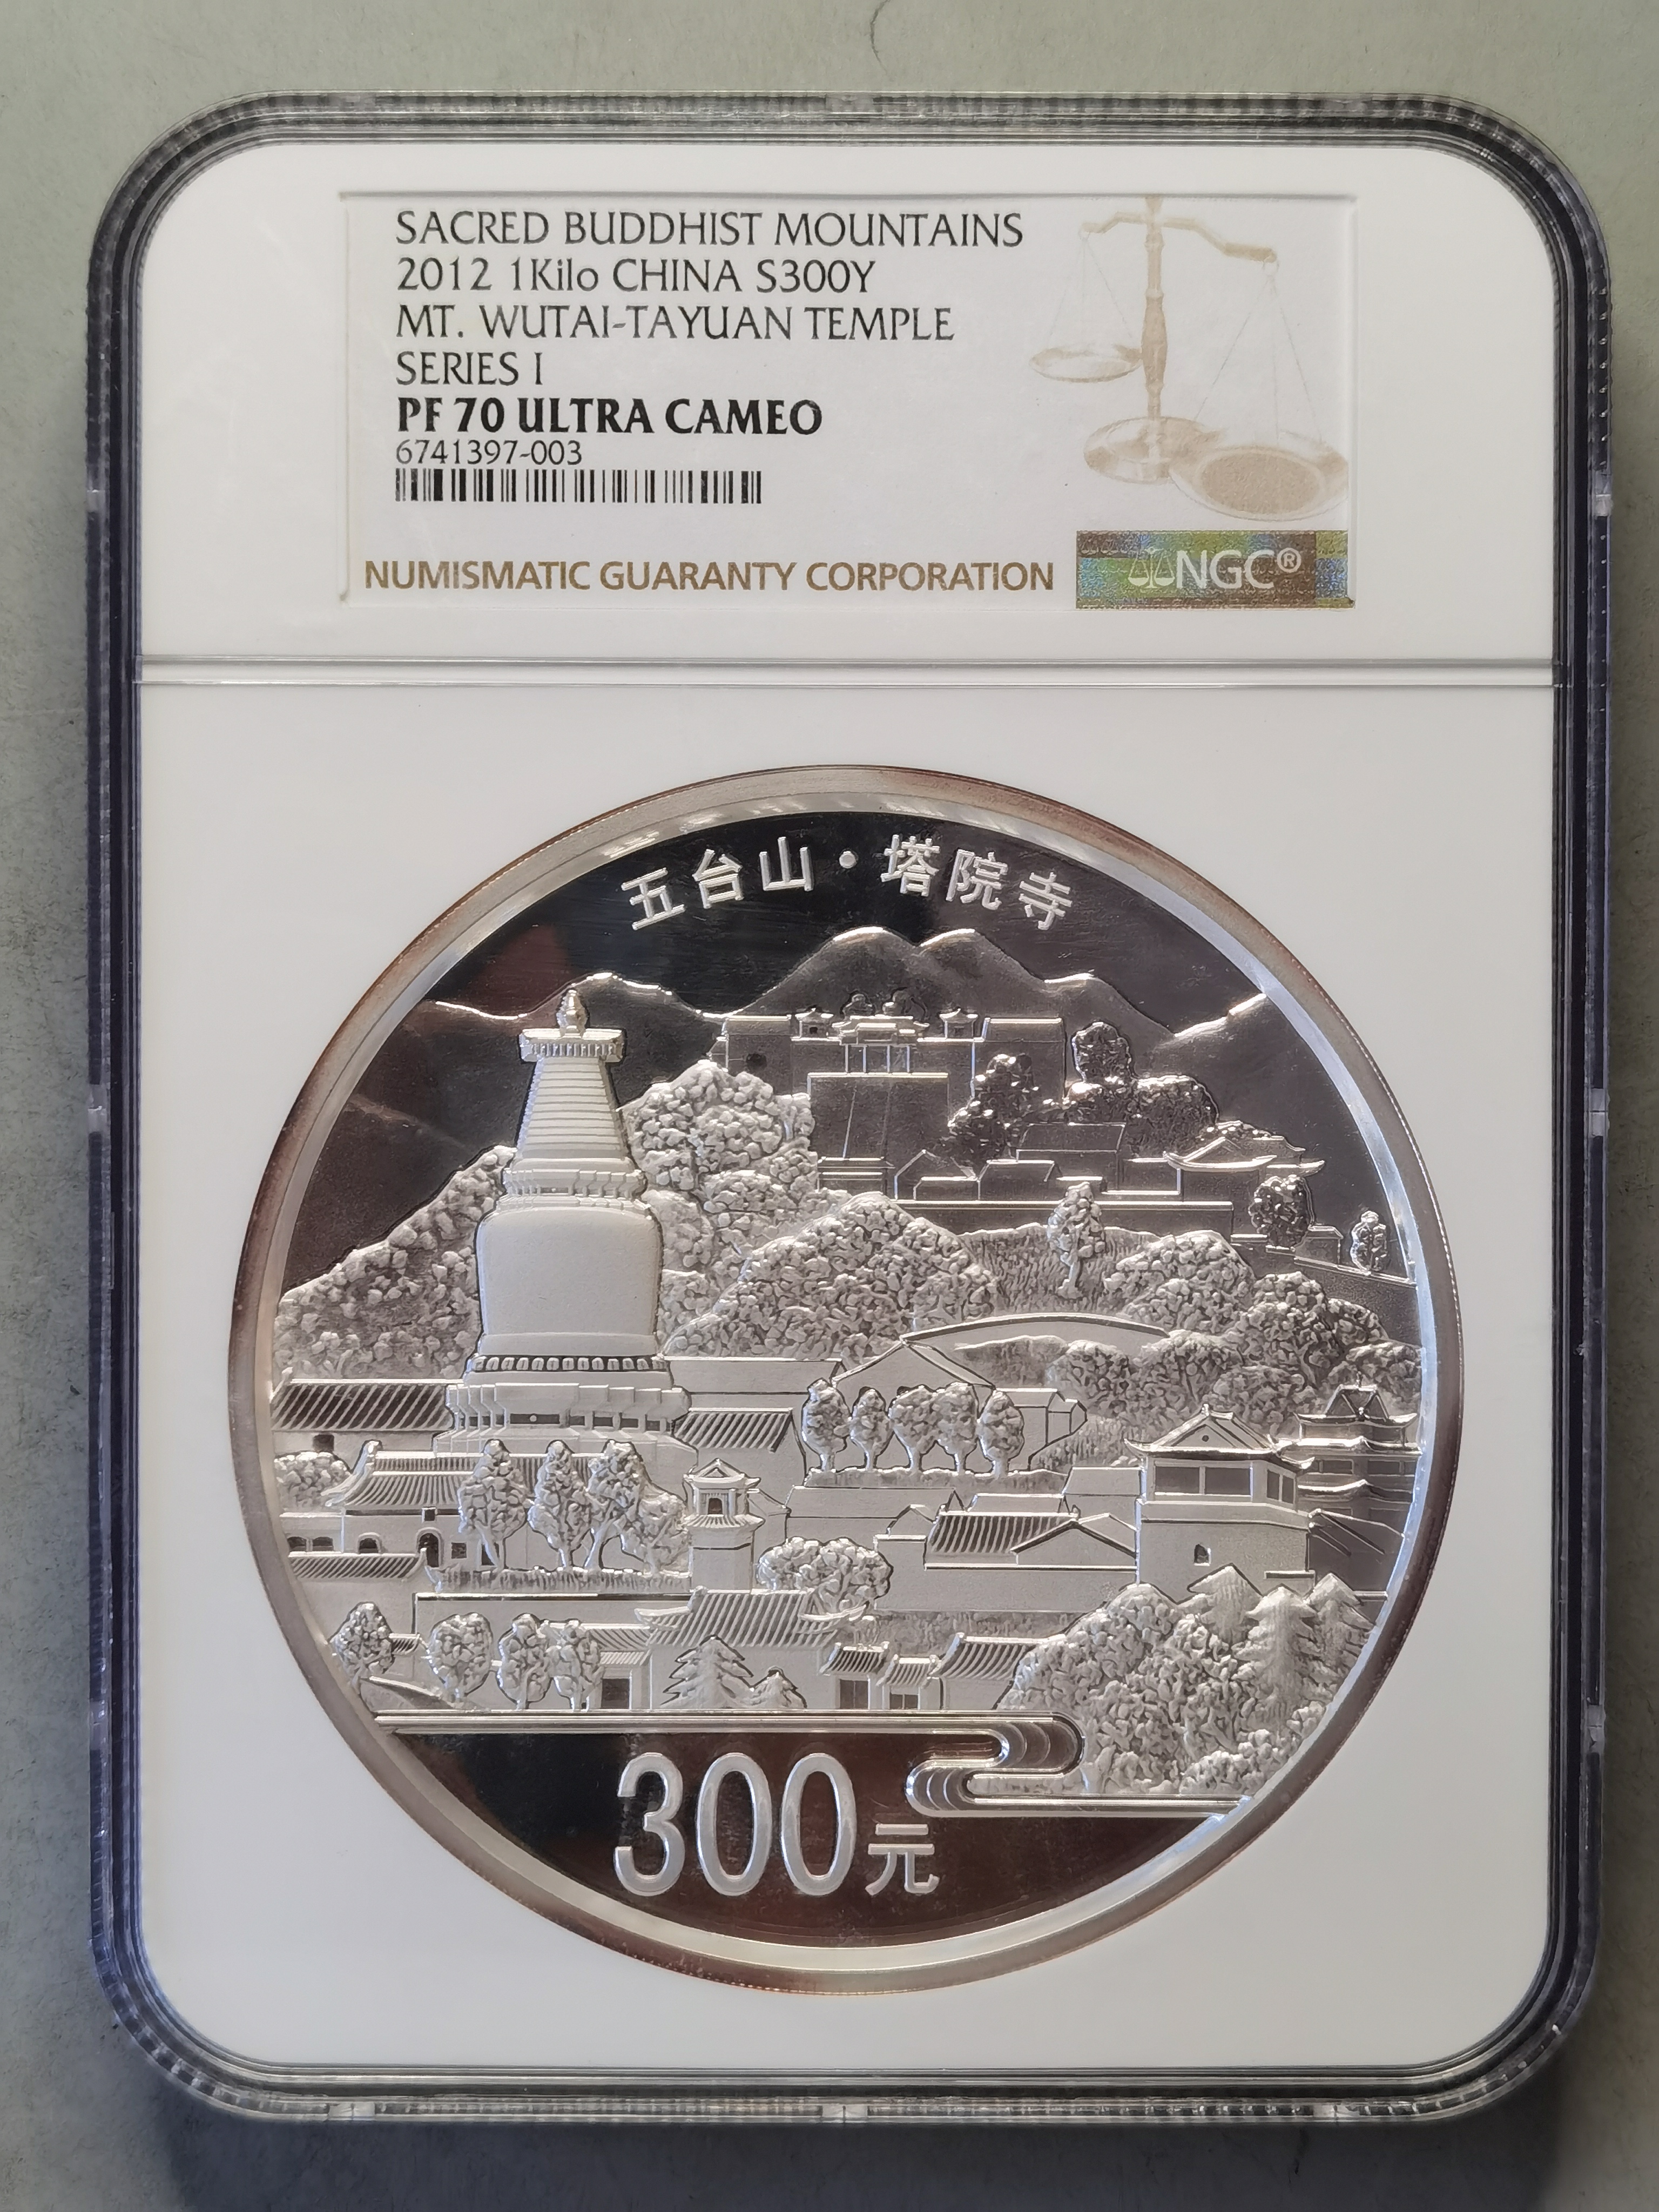 SACRED BUDDHIST MOUNTAINS
2012 1Kilo CHINA S300Y
MT. WUTAI-TAYUAN TEMPLE
SERIES I
PF 70 ULTRA CAMEO
6741397-003
NUMISMATIC GUARANTY CORPORATION NGC®
五台山·塔院寺
300元